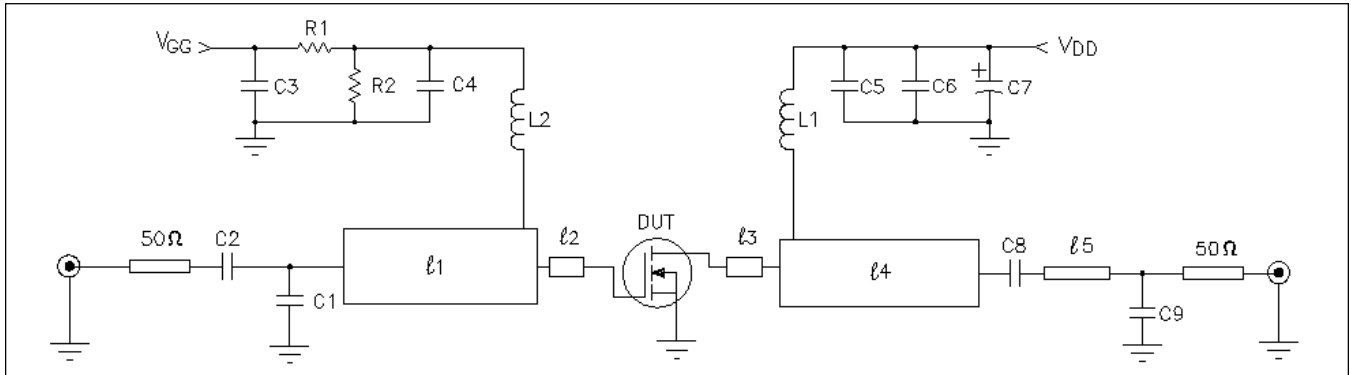 R1
VGG
VDD
C3
R2
C4
C5
C6
+
C7
L2
L1
DUT
50Ω
C2
ℓ2
ℓ3
C8
ℓ5
50Ω
ℓ1
ℓ4
C1
C9